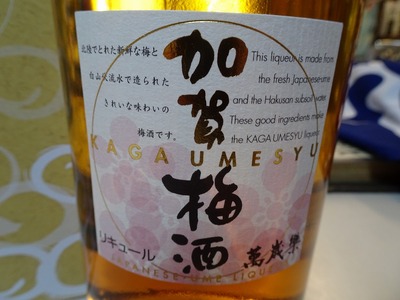 北陸でとれた新鮮な梅と
白山伏流水で造られた
きれいな味わいの
梅酒です。
加賀梅酒
This liqueur is made from
the fresh Japanese-ume
and the Hakusan subsoil water.
These good ingredients make
the KAGA UMESYU liqueur.
KAGA UMESYU
リキュール
萬歳樂
JAPANESE-UME LIQUEUR